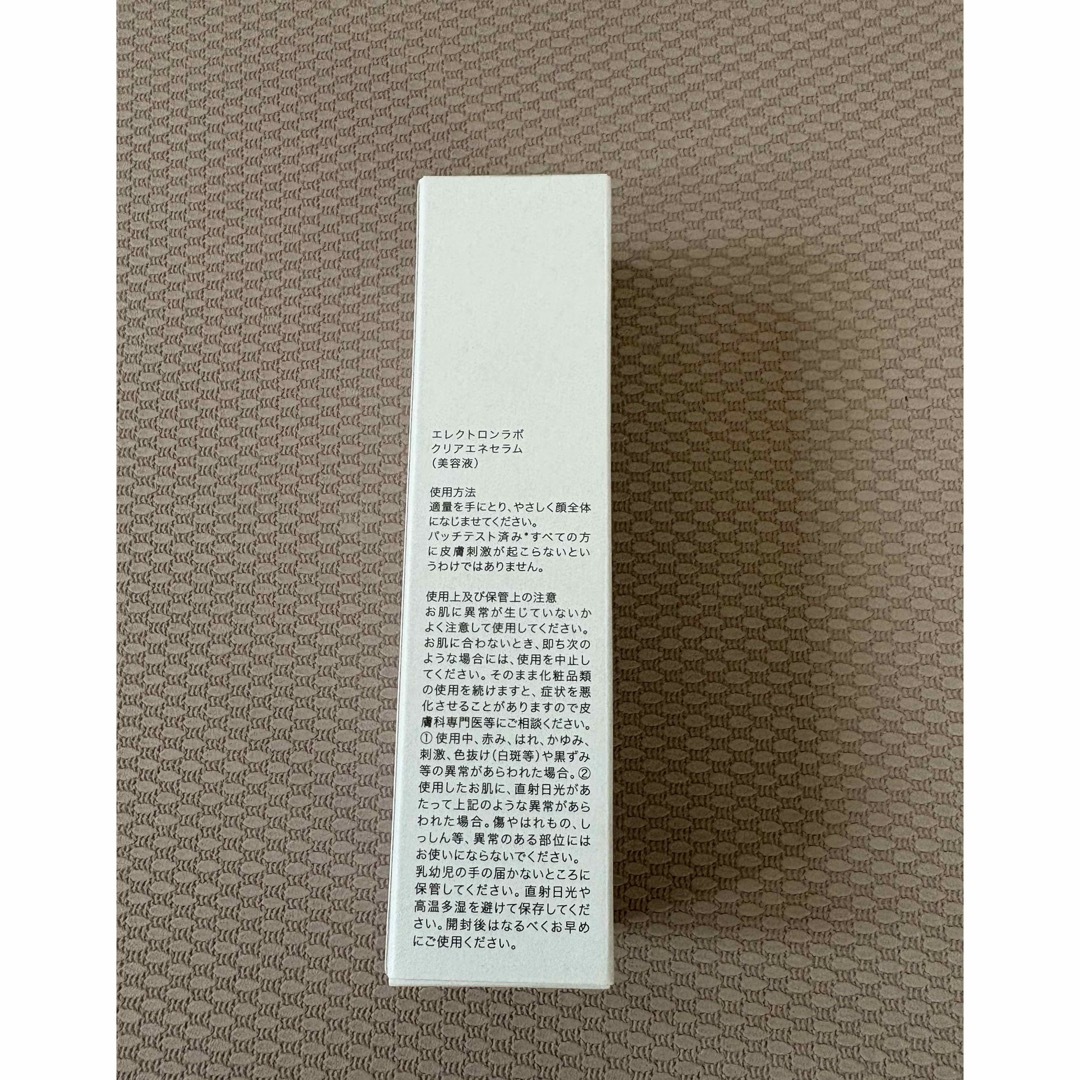 エレクトロンラボ
クリアエネセラム
(美容液)
使用方法
適量を手にとり、やさしく顔全体
になじませてください。
パッチテスト済み*すべての方
に皮膚刺激が起こらないとい
うわけではありません。
使用上及び保管上の注意
お肌に異常が生じていないか
よく注意して使用してください。
お肌に合わないとき、即ち次の
ような場合には、使用を中止し
てください。そのまま化粧品類
の使用を続けますと、症状を悪
化させることがありますので皮
膚科専門医等にご相談ください。
①使用中、赤み、はれ、かゆみ、
刺激、色抜け(白斑等)や黒ずみ
等の異常があらわれた場合。②
使用したお肌に、直射日光があ
たって上記のような異常があら
われた場合。傷やはれもの、し
っしん等、異常のある部位には
お使いにならないでください。
乳幼児の手の届かないところに
保管してください。直射日光や
高温多湿を避けて保存してくだ
さい。開封後はなるべくお早め
にご使用ください。